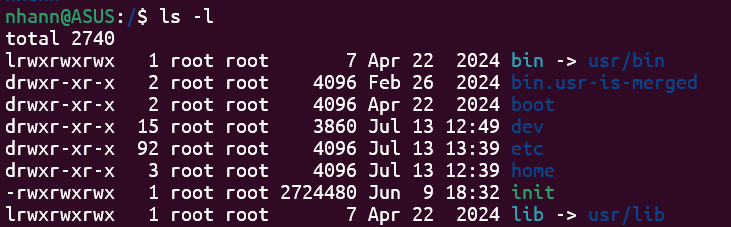 nhann@ASUS:/$ ls -l
total 2740
lrwxrwxrwx   1 root root       7 Apr 22  2024 bin -> usr/bin
drwxr-xr-x   2 root root    4096 Feb 26  2024 bin.usr-is-merged
drwxr-xr-x   2 root root    4096 Apr 22  2024 boot
drwxr-xr-x  15 root root    3860 Jul 13 12:49 dev
drwxr-xr-x  92 root root    4096 Jul 13 13:39 etc
drwxr-xr-x   3 root root    4096 Jul 13 12:39 home
-rwxrwxrwx   1 root root 2724480 Jun  9 18:32 init
lrwxrwxrwx   1 root root       7 Apr 22  2024 lib -> usr/lib